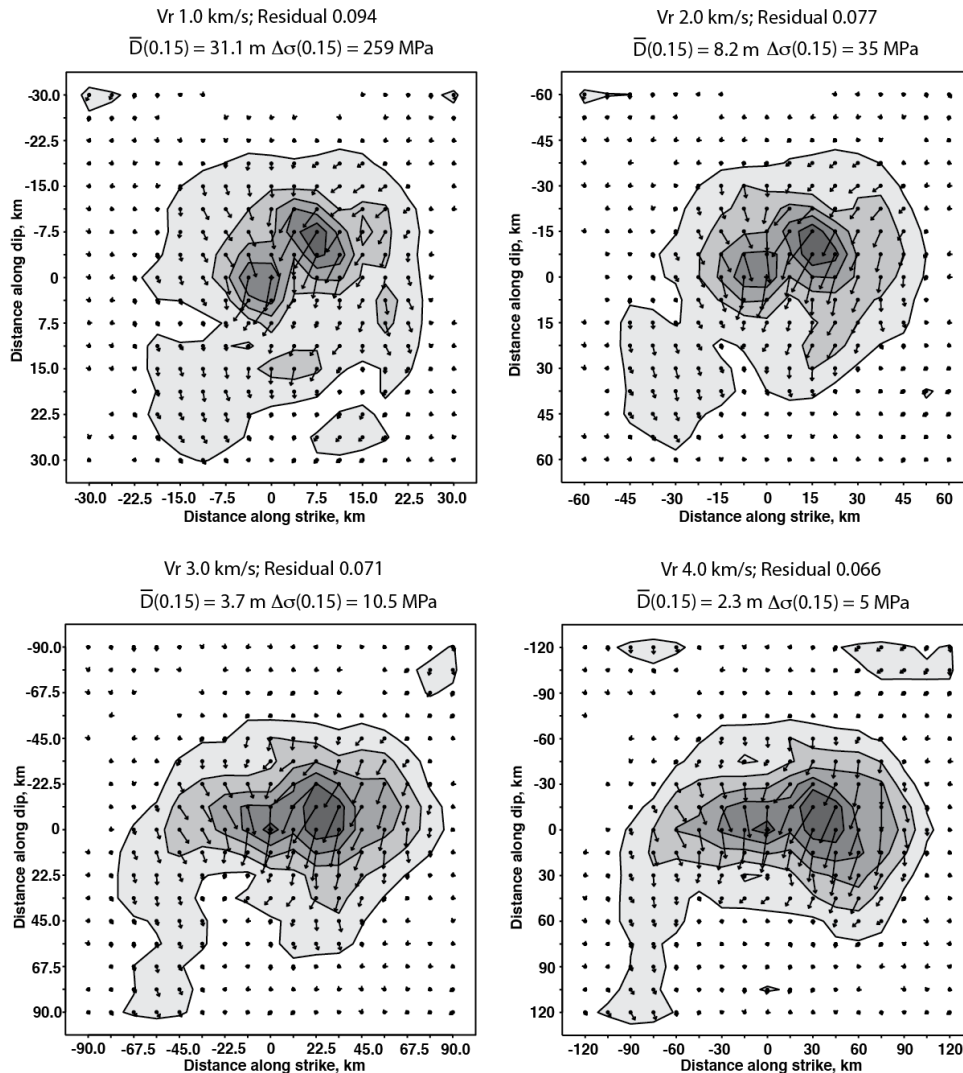 Vr 1.0 km/s; Residual 0.094
D̅(0.15) = 31.1 m Δσ(0.15) = 259 MPa
-30.0
-22.5
-15.0
-7.5
0
7.5
15.0
22.5
30.0
Distance along dip, km
-30.0 -22.5 -15.0 -7.5 0 7.5 15.0 22.5 30.0
Distance along strike, km
Vr 2.0 km/s; Residual 0.077
D̅(0.15) = 8.2 m Δσ(0.15) = 35 MPa
-60
-45
-30
-15
0
15
30
45
60
Distance along dip, km
-60 -45 -30 -15 0 15 30 45 60
Distance along strike, km
Vr 3.0 km/s; Residual 0.071
D̅(0.15) = 3.7 m Δσ(0.15) = 10.5 MPa
-90.0
-67.5
-45.0
-22.5
0
22.5
45.0
67.5
90.0
Distance along dip, km
-90.0 -67.5 -45.0 -22.5 0 22.5 45.0 67.5 90.0
Distance along strike, km
Vr 4.0 km/s; Residual 0.066
D̅(0.15) = 2.3 m Δσ(0.15) = 5 MPa
-120
-90
-60
-30
0
30
60
90
120
Distance along dip, km
-120 -90 -60 -30 0 30 60 90 120
Distance along strike, km